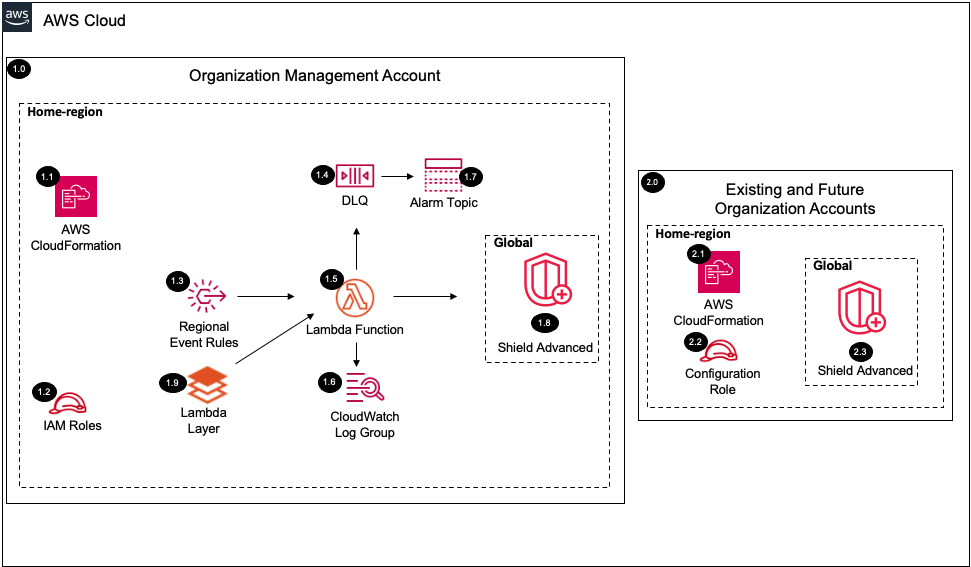 aws
AWS Cloud
1.0
Organization Management Account
Home-region
1.1
AWS
CloudFormation
1.4
DLQ
1.7
Alarm Topic
1.3
Regional
Event Rules
1.5
Lambda Function
Global
1.8
Shield Advanced
1.2
IAM Roles
1.9
Lambda
Layer
1.6
CloudWatch
Log Group
2.0
Existing and Future
Organization Accounts
Home-region
2.1
AWS
CloudFormation
2.2
Configuration
Role
Global
2.3
Shield Advanced